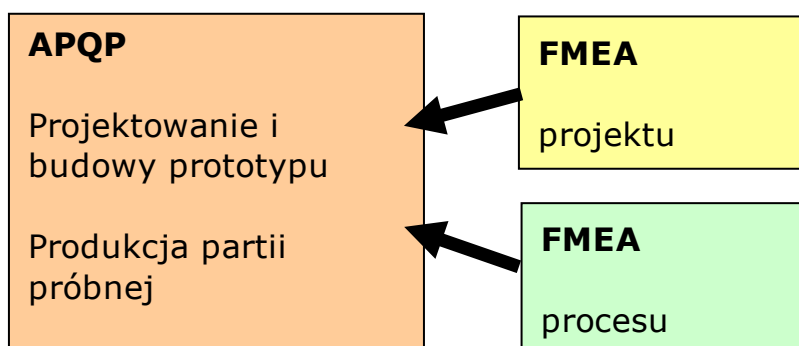 APQP
Projektowanie i
budowy prototypu
Produkcja partii
próbnej
FMEA
projektu
FMEA
procesu